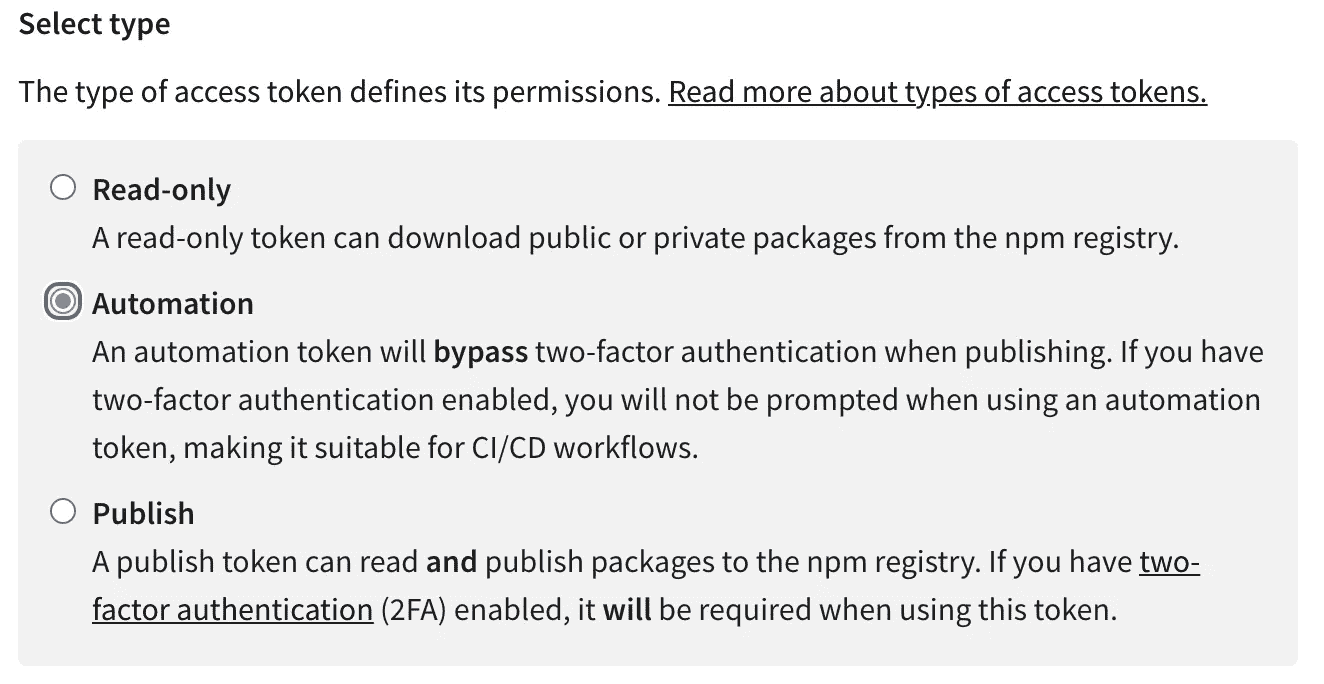 Select type
The type of access token defines its permissions. Read more about types of access tokens.
Read-only
A read-only token can download public or private packages from the npm registry.
Automation
An automation token will bypass two-factor authentication when publishing. If you have
two-factor authentication enabled, you will not be prompted when using an automation
token, making it suitable for CI/CD workflows.
Publish
A publish token can read and publish packages to the npm registry. If you have two-
factor authentication (2FA) enabled, it will be required when using this token.